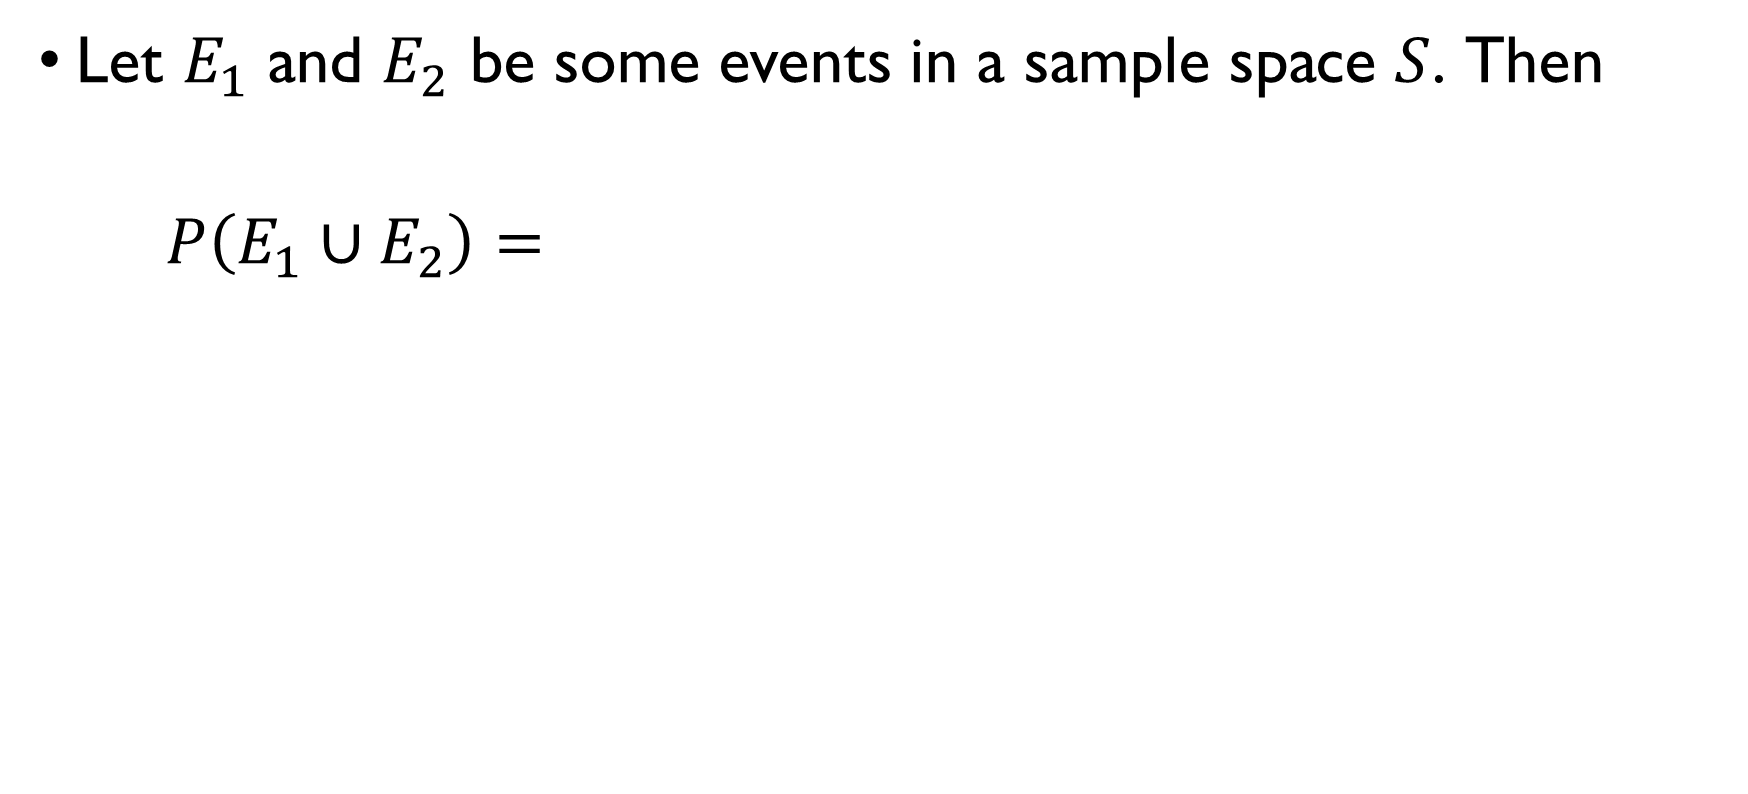 • Let 𝐸₁ and 𝐸₂ be some events in a sample space 𝑆. Then
𝑃(𝐸₁ ∪ 𝐸₂) =